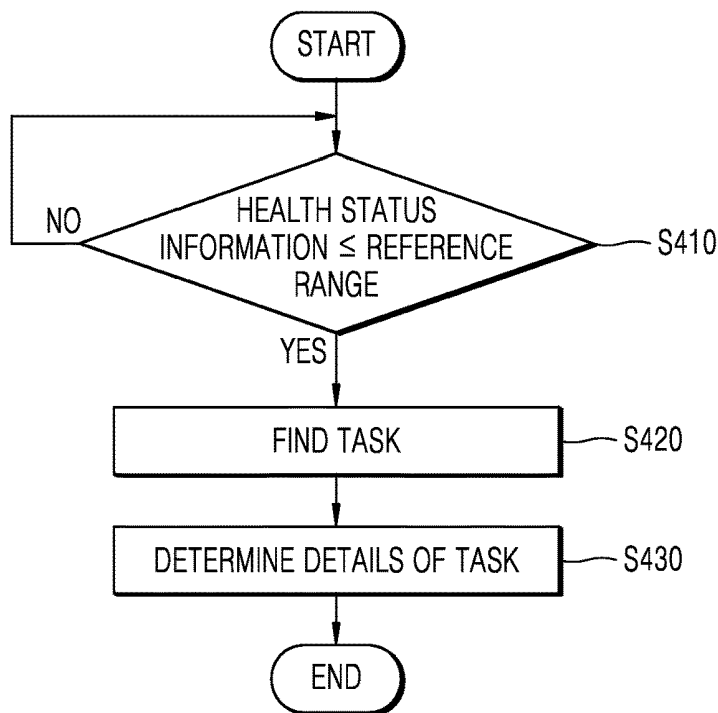 START
NO
HEALTH STATUS
INFORMATION ≤ REFERENCE
RANGE
S410
YES
FIND TASK
S420
DETERMINE DETAILS OF TASK
S430
END